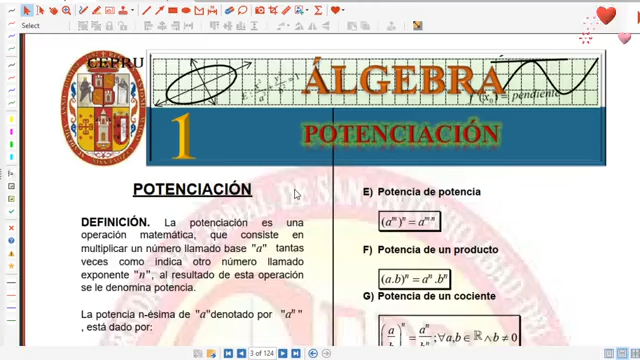 Select
CEPRU
ÁLGEBRA
pendiente
1
POTENCIACIÓN
POTENCIACIÓN
DEFINICIÓN. La potenciación es una
operación matemática, que consiste en
multiplicar un número llamado base "a" tantas
veces como indica otro número llamado
exponente "n", al resultado de esta operación
se le denomina potencia.
La potencia n-ésima de "a" denotado por "aⁿ"
, está dado por:
E) Potencia de potencia
(aᵐ)ⁿ = aᵐ·ⁿ
F) Potencia de un producto
(a.b)ⁿ = aⁿ.bⁿ
G) Potencia de un cociente
(a/b)ⁿ = aⁿ/bⁿ ; ∀a,b ∈ ℝ ∧ b ≠ 0
3 of 124